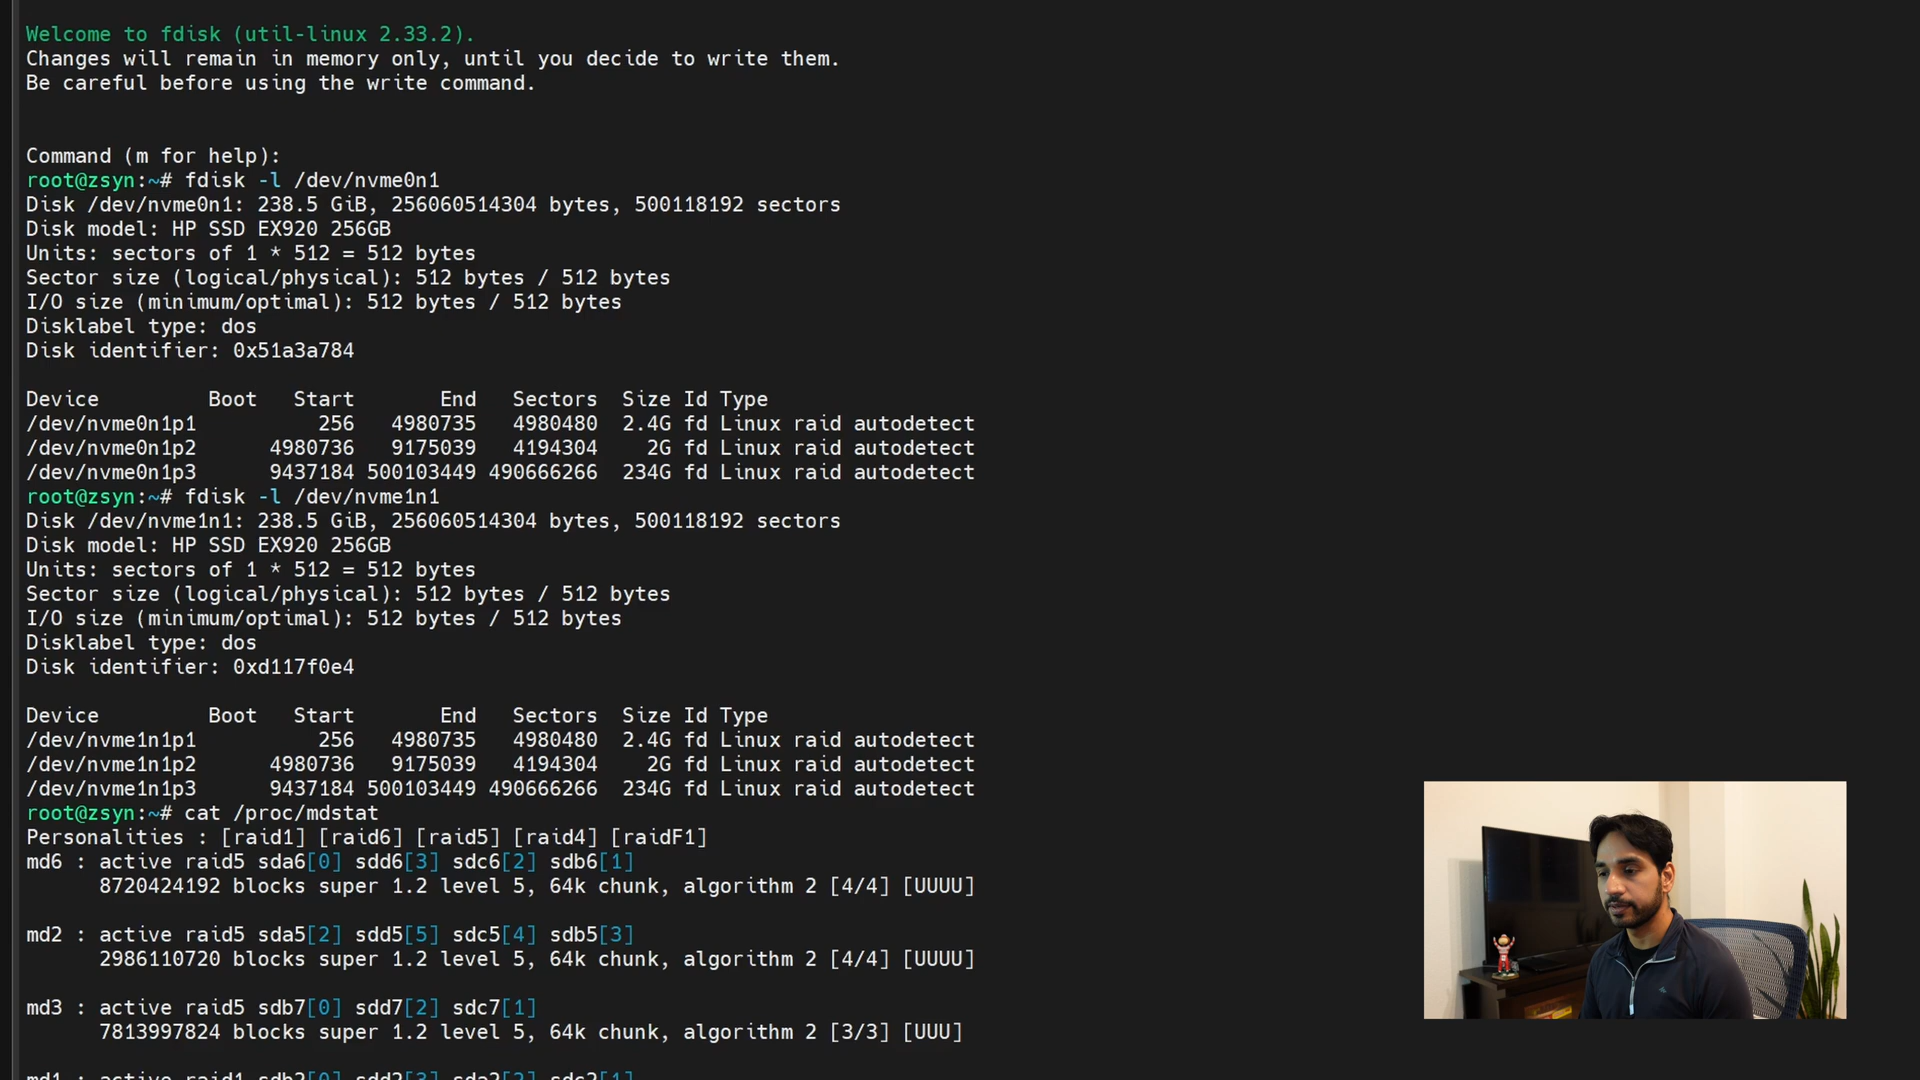 Welcome to fdisk (util-linux 2.33.2).
Changes will remain in memory only, until you decide to write them.
Be careful before using the write command.
Command (m for help):
root@zsyn:~# fdisk -l /dev/nvme0n1
Disk /dev/nvme0n1: 238.5 GiB, 256060514304 bytes, 500118192 sectors
Disk model: HP SSD EX920 256GB
Units: sectors of 1 * 512 = 512 bytes
Sector size (logical/physical): 512 bytes / 512 bytes
I/O size (minimum/optimal): 512 bytes / 512 bytes
Disklabel type: dos
Disk identifier: 0x51a3a784
Device         Boot   Start       End   Sectors  Size Id Type
/dev/nvme0n1p1          256   4980735   4980480  2.4G fd Linux raid autodetect
/dev/nvme0n1p2      4980736   9175039   4194304    2G fd Linux raid autodetect
/dev/nvme0n1p3      9437184 500103449 490666266  234G fd Linux raid autodetect
root@zsyn:~# fdisk -l /dev/nvme1n1
Disk /dev/nvme1n1: 238.5 GiB, 256060514304 bytes, 500118192 sectors
Disk model: HP SSD EX920 256GB
Units: sectors of 1 * 512 = 512 bytes
Sector size (logical/physical): 512 bytes / 512 bytes
I/O size (minimum/optimal): 512 bytes / 512 bytes
Disklabel type: dos
Disk identifier: 0xd117f0e4
Device         Boot   Start       End   Sectors  Size Id Type
/dev/nvme1n1p1          256   4980735   4980480  2.4G fd Linux raid autodetect
/dev/nvme1n1p2      4980736   9175039   4194304    2G fd Linux raid autodetect
/dev/nvme1n1p3      9437184 500103449 490666266  234G fd Linux raid autodetect
root@zsyn:~# cat /proc/mdstat
Personalities : [raid1] [raid6] [raid5] [raid4] [raidF1]
md6 : active raid5 sda6[0] sdd6[3] sdc6[2] sdb6[1]
      8720424192 blocks super 1.2 level 5, 64k chunk, algorithm 2 [4/4] [UUUU]
md2 : active raid5 sda5[2] sdd5[5] sdc5[4] sdb5[3]
      2986110720 blocks super 1.2 level 5, 64k chunk, algorithm 2 [4/4] [UUUU]
md3 : active raid5 sdb7[0] sdd7[2] sdc7[1]
      7813997824 blocks super 1.2 level 5, 64k chunk, algorithm 2 [3/3] [UUU]
md1 : active raid1 sdb2[0] sdd2[3] sda2[2] sdc2[1]